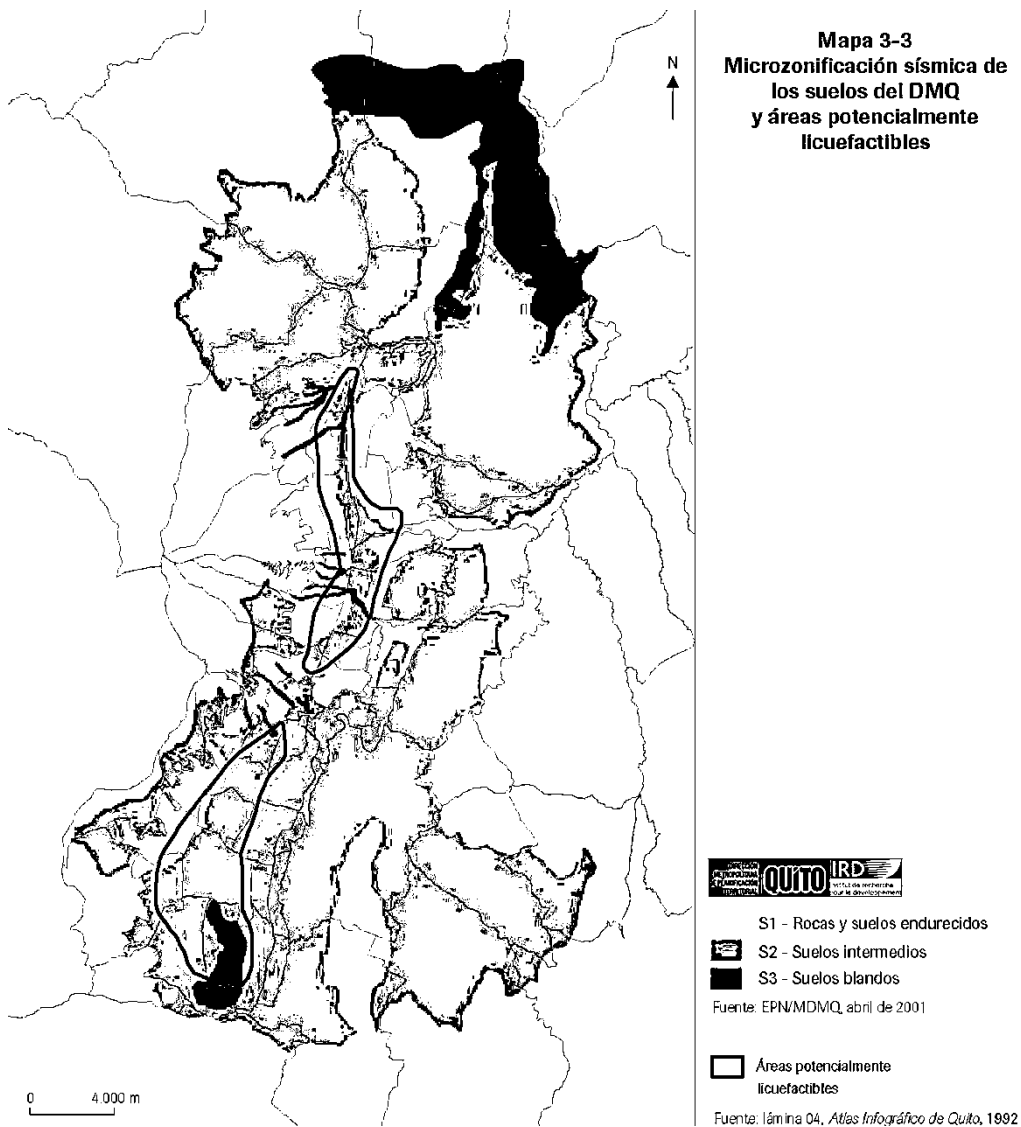 Mapa 3-3
Microzonificación sísmica de
los suelos del DMQ
y áreas potencialmente
licuefactibles
N
QUITO
IRD
S1 - Rocas y suelos endurecidos
S2 - Suelos intermedios
S3 - Suelos blandos
Fuente: EPN/MDMQ, abril de 2001
Áreas potencialmente
licuefactibles
Fuente: lámina 04, Atlas Infográfico de Quito, 1992
0 4.000 m